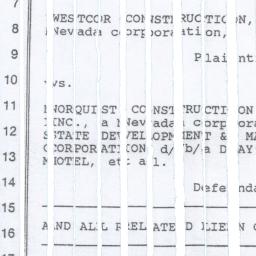 7
WESTCOR CONSTRUCTION,
8 Nevada corporation,
9 Plaint
10 vs.
11 NORQUIST CONSTRUCTION
INC., a Nevada corpora
12 STATE DEVELOPMENT & MA
CORPORATION d/b/a DAY
13 MOTEL, et al.
14 Defenda
15
16 AND ALL RELATED LIEN C